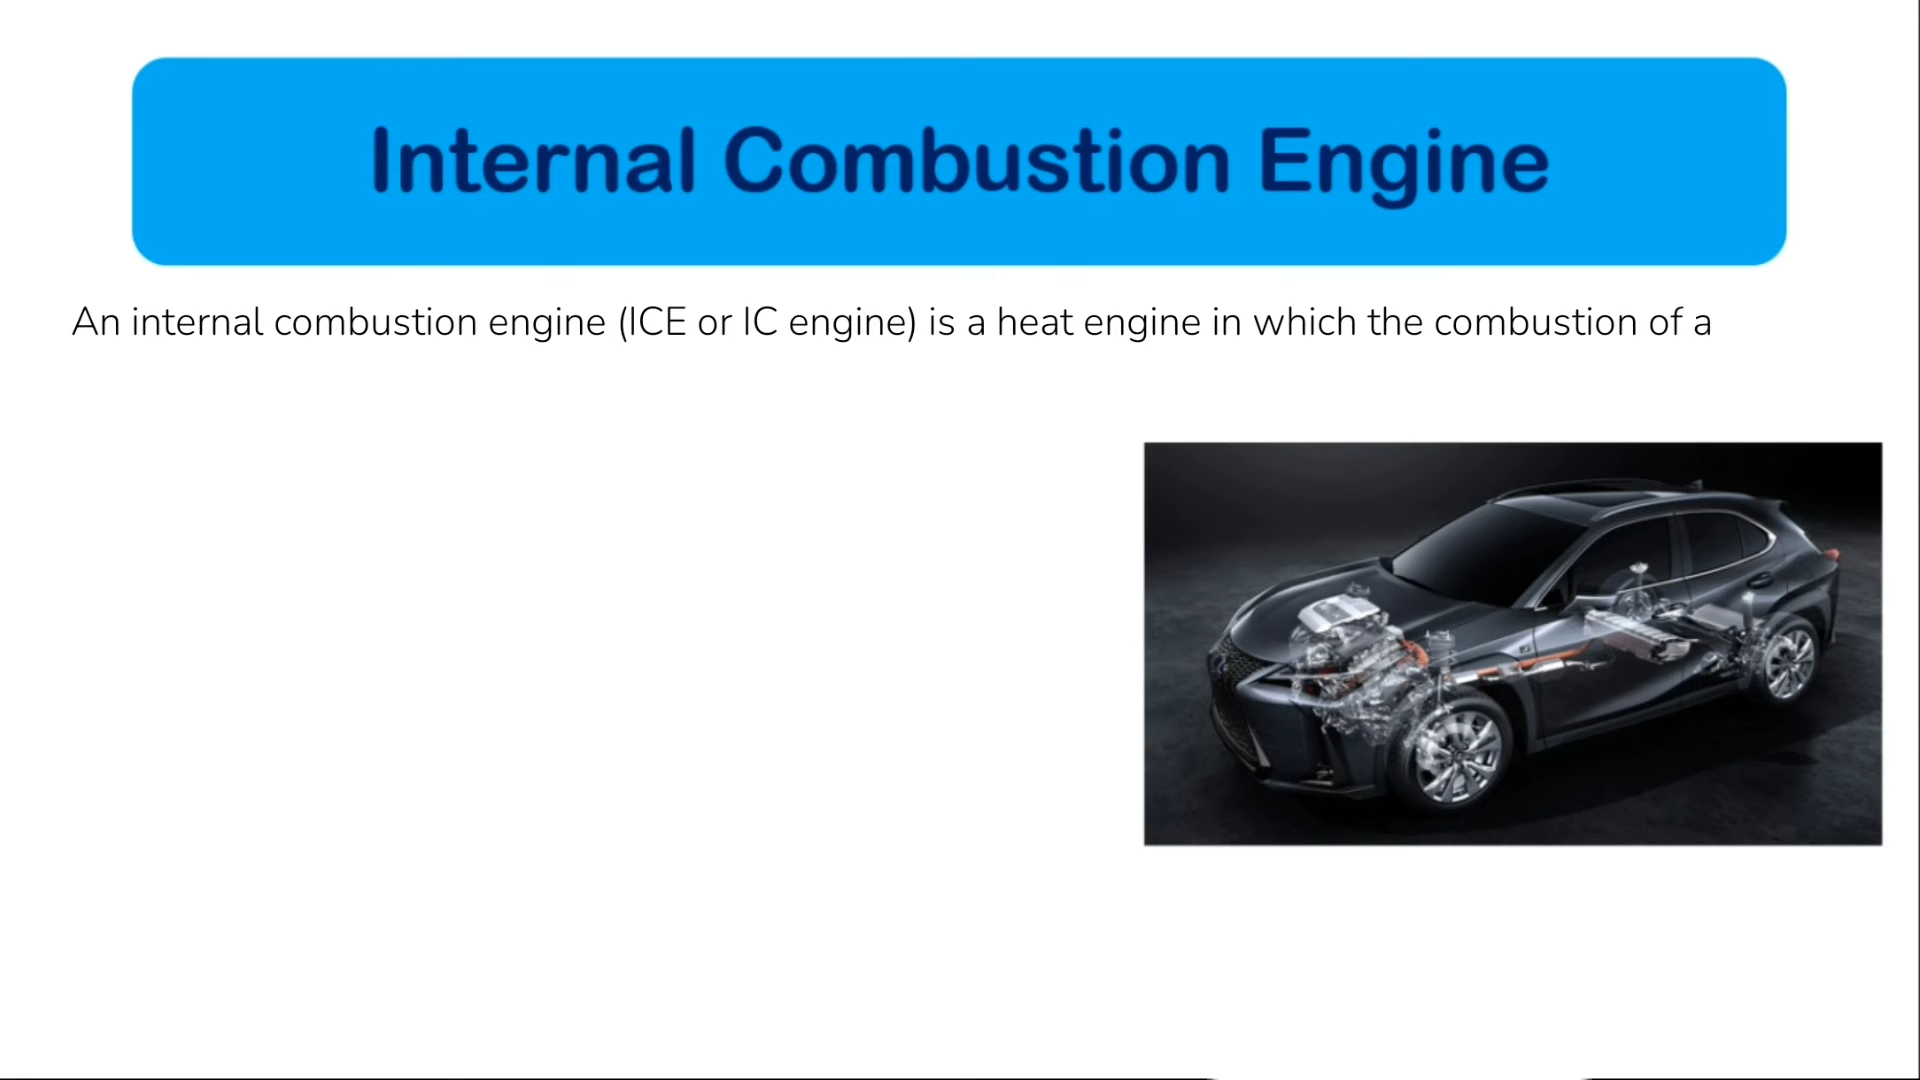 Internal Combustion Engine
An internal combustion engine (ICE or IC engine) is a heat engine in which the combustion of a